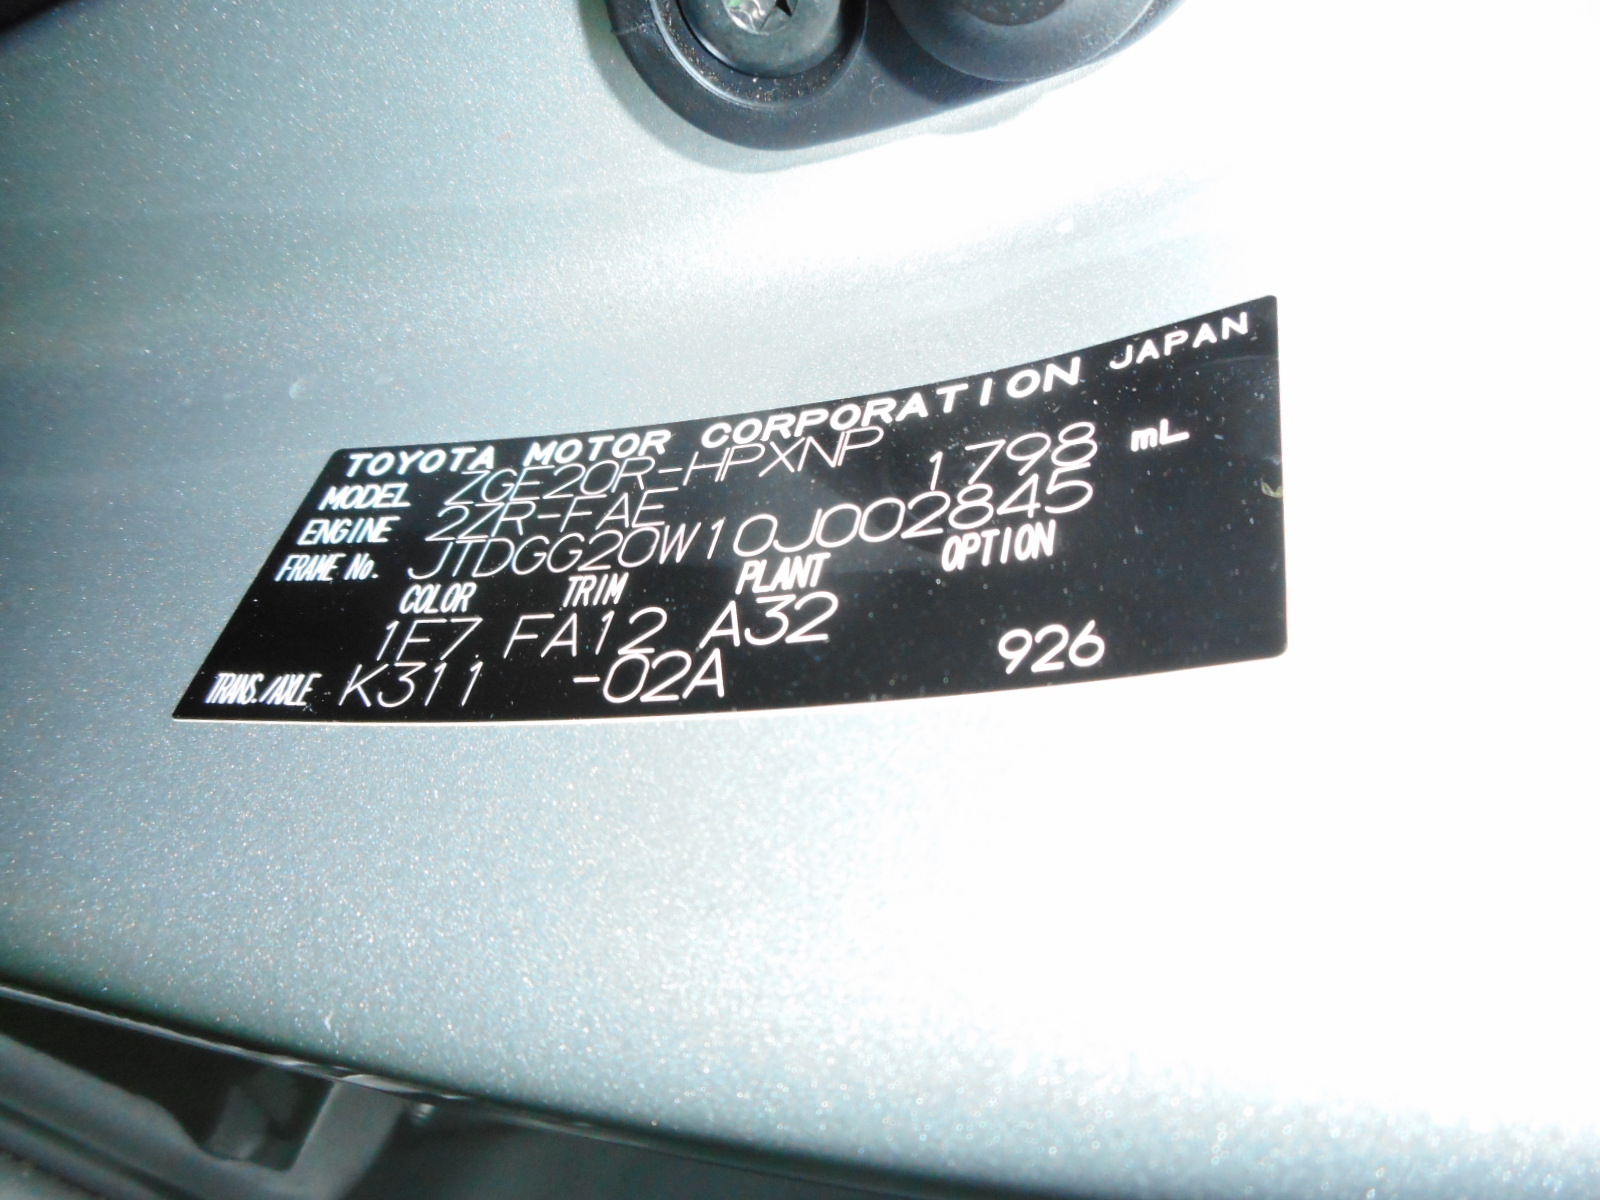 TOYOTA MOTOR CORPORATION JAPAN
MODEL ZGE20R-HPXNP
ENGINE 2ZR-FAE 1798 mL
FRAME No. JTDGG20W10J002845
COLOR TRIM PLANT OPTION
1F7 FA12 A32
TRANS./AXLE K311 -02A 926